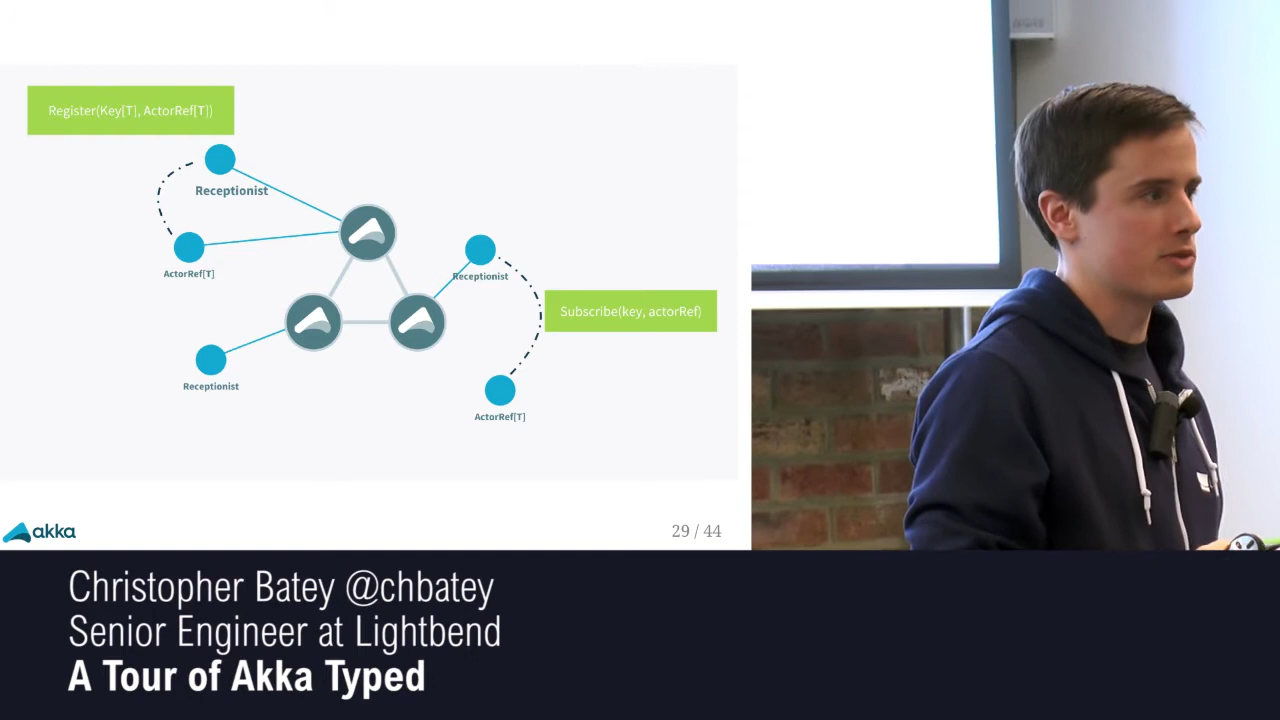 Register(Key[T], ActorRef[T])
Receptionist
ActorRef[T]
Receptionist
Subscribe(key, actorRef)
Receptionist
ActorRef[T]
akka
29 / 44
Christopher Batey @chbatey
Senior Engineer at Lightbend
A Tour of Akka Typed